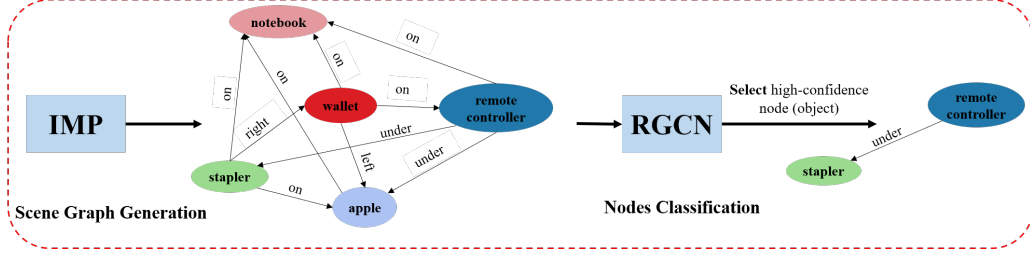 notebook
on
on
on
on
wallet
on
remote
controller
IMP
right
under
left
under
stapler
on
apple
Scene Graph Generation
RGCN
Select high-confidence
node (object)
remote
controller
under
stapler
Nodes Classification